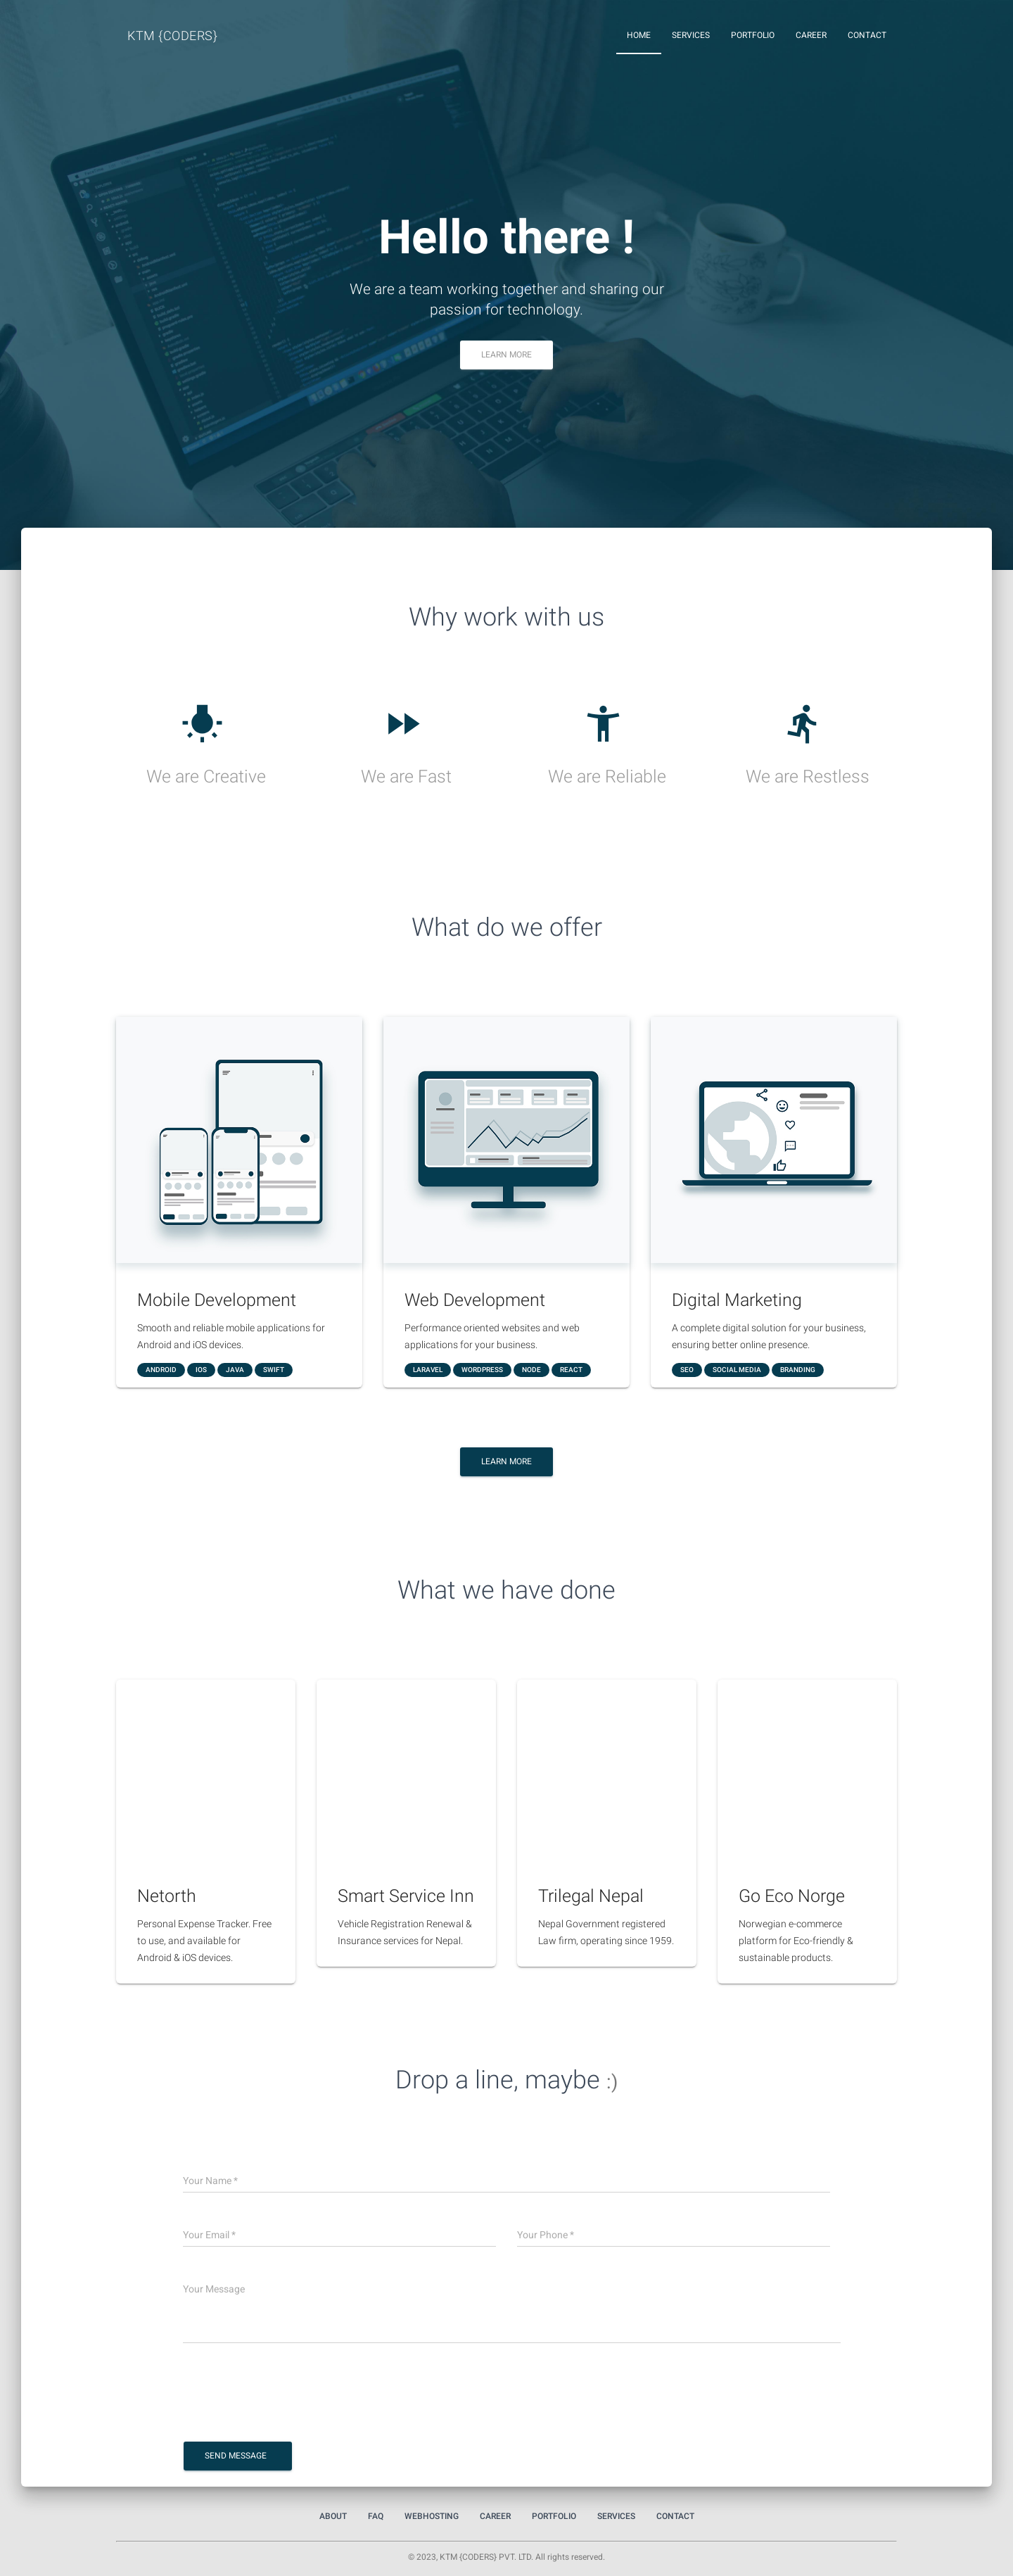 KTM {CODERS}
HOME
SERVICES
PORTFOLIO
CAREER
CONTACT
Hello there !
We are a team working together and sharing our
passion for technology.
LEARN MORE
Why work with us
We are Creative
We are Fast
We are Reliable
We are Restless
What do we offer
Mobile Development
Smooth and reliable mobile applications for
Android and iOS devices.
ANDROID IOS JAVA SWIFT
Web Development
Performance oriented websites and web
applications for your business.
LARAVEL WORDPRESS NODE REACT
Digital Marketing
A complete digital solution for your business,
ensuring better online presence.
SEO SOCIAL MEDIA BRANDING
LEARN MORE
What we have done
Netorth
Personal Expense Tracker. Free
to use, and available for
Android & iOS devices.
Smart Service Inn
Vehicle Registration Renewal &
Insurance services for Nepal.
Trilegal Nepal
Nepal Government registered
Law firm, operating since 1959.
Go Eco Norge
Norwegian e-commerce
platform for Eco-friendly &
sustainable products.
Drop a line, maybe :)
Your Name *
Your Email *
Your Phone *
Your Message
SEND MESSAGE
ABOUT
FAQ
WEBHOSTING
CAREER
PORTFOLIO
SERVICES
CONTACT
© 2023, KTM {CODERS} PVT. LTD. All rights reserved.